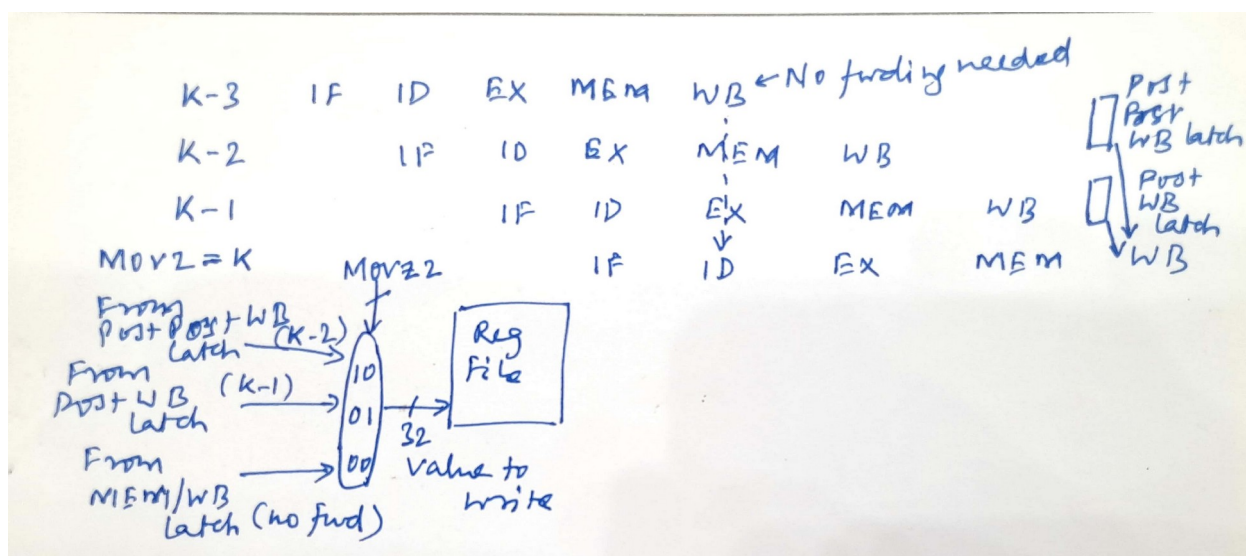 K-3 IF ID EX MEM WB ← No fwding needed
K-2 IF ID EX MEM WB
K-1 IF ID EX MEM WB
MOVZ = K IF ID EX MEM WB
Post
Post
WB latch
Post
WB
latch
MOVZ2
From
Post Post WB
latch (K-2)
From
Post WB (K-1)
latch
From
MEM/WB
latch (no fwd)
10
01
00
32
value to
write
Reg
File